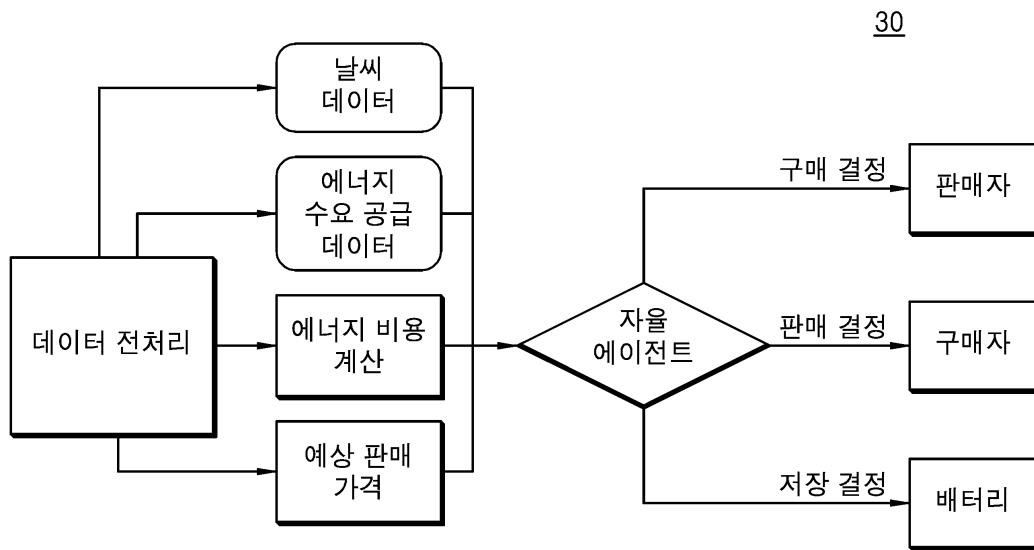 30
날씨
데이터
에너지
수요 공급
데이터
데이터 전처리
에너지 비용
계산
예상 판매
가격
자율
에이전트
구매 결정
판매자
판매 결정
구매자
저장 결정
배터리